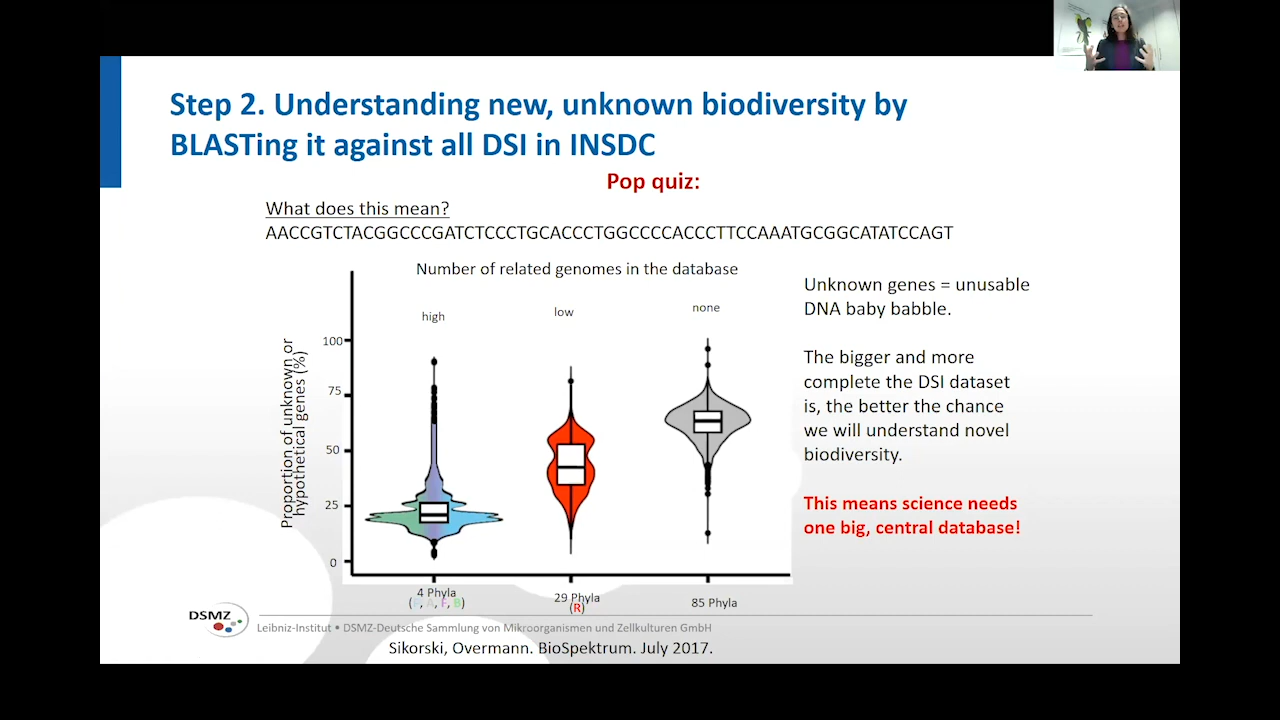 Step 2. Understanding new, unknown biodiversity by
BLASTing it against all DSI in INSDC
Pop quiz:
What does this mean?
AACCGTCTACGGCCCGATCTCCCTGCACCCTGGCCCCACCCTTCCAAATGCGGCATATCCAGT
Number of related genomes in the database
high
low
none
Proportion of unknown or
hypothetical genes (%)
100
75
50
25
0
4 Phyla
(P, A, F, B)
29 Phyla
(R)
85 Phyla
Unknown genes = unusable
DNA baby babble.
The bigger and more
complete the DSI dataset
is, the better the chance
we will understand novel
biodiversity.
This means science needs
one big, central database!
DSMZ
Leibniz-Institut • DSMZ-Deutsche Sammlung von Mikroorganismen und Zellkulturen GmbH
Sikorski, Overmann. BioSpektrum. July 2017.